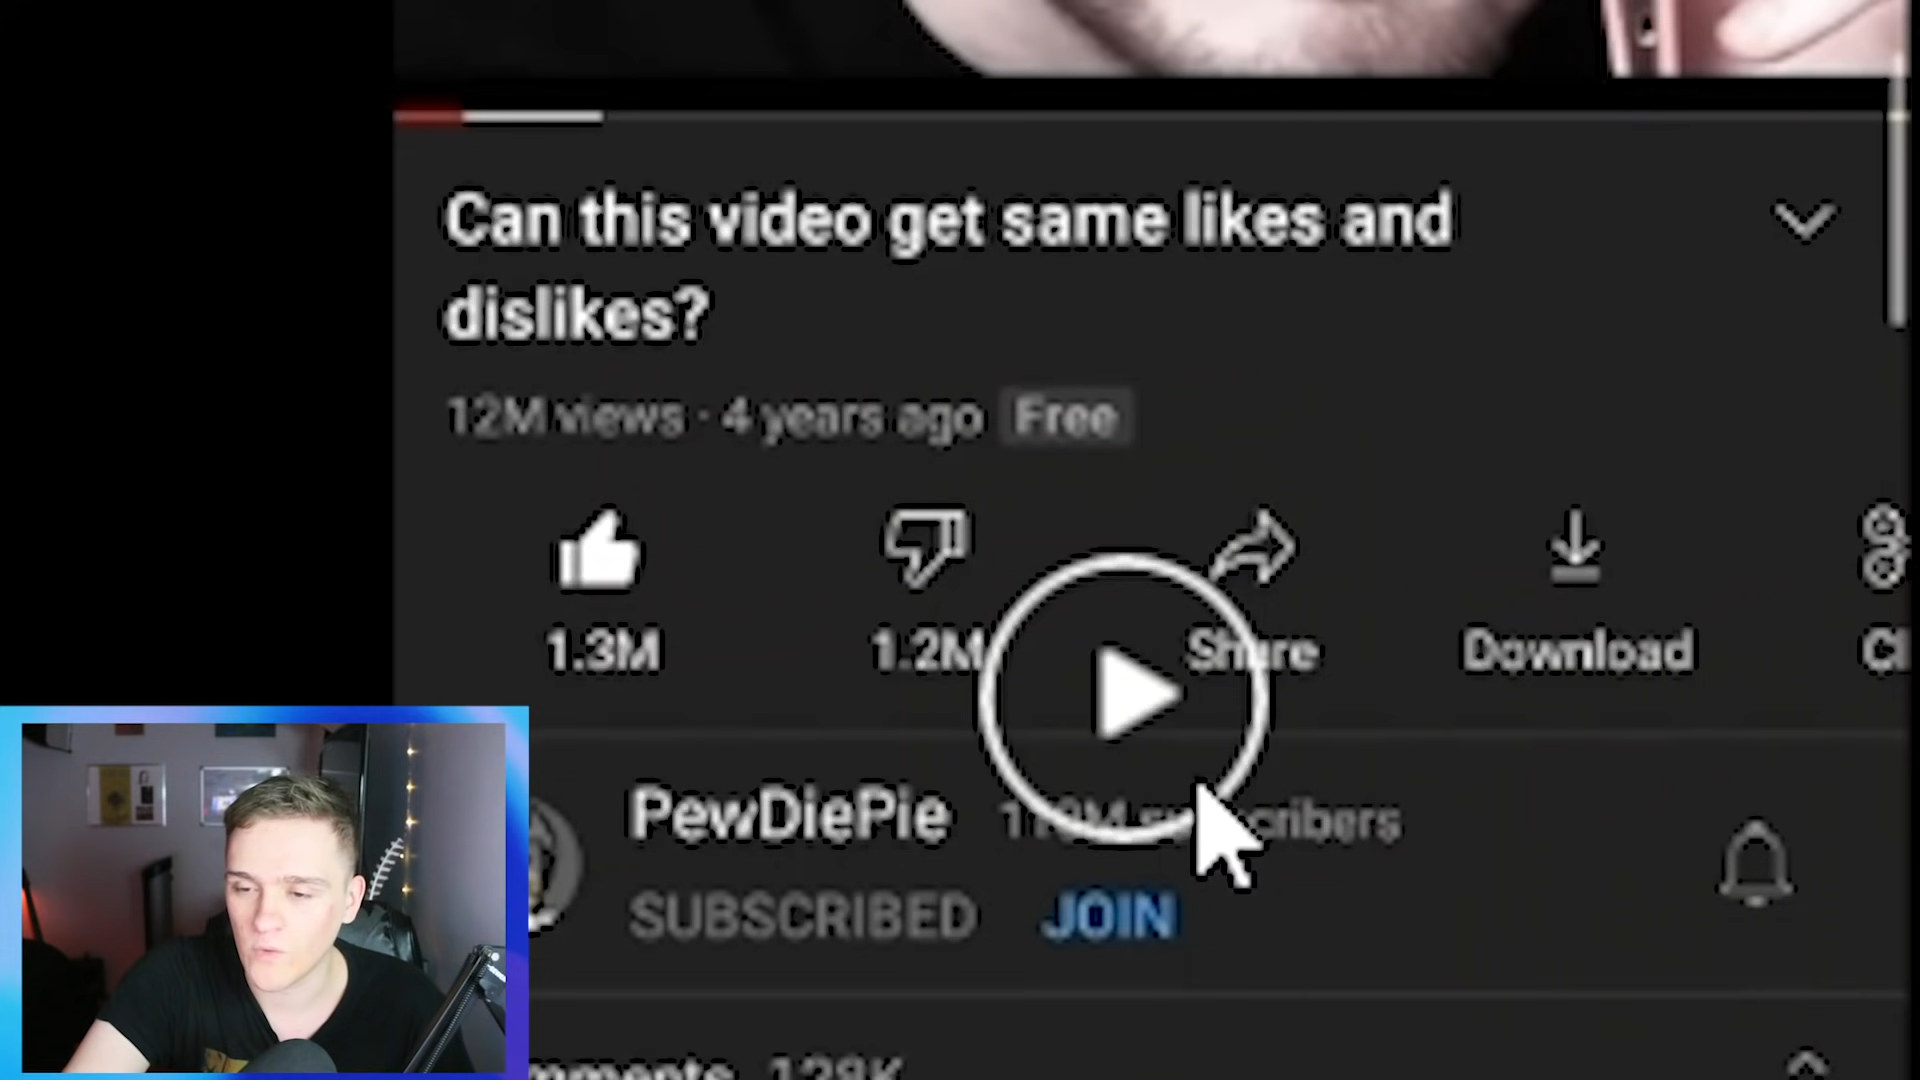 Can this video get same likes and
dislikes?
12M views · 4 years ago Free
1.3M 1.2M Share Download
PewDiePie
SUBSCRIBED JOIN
128K